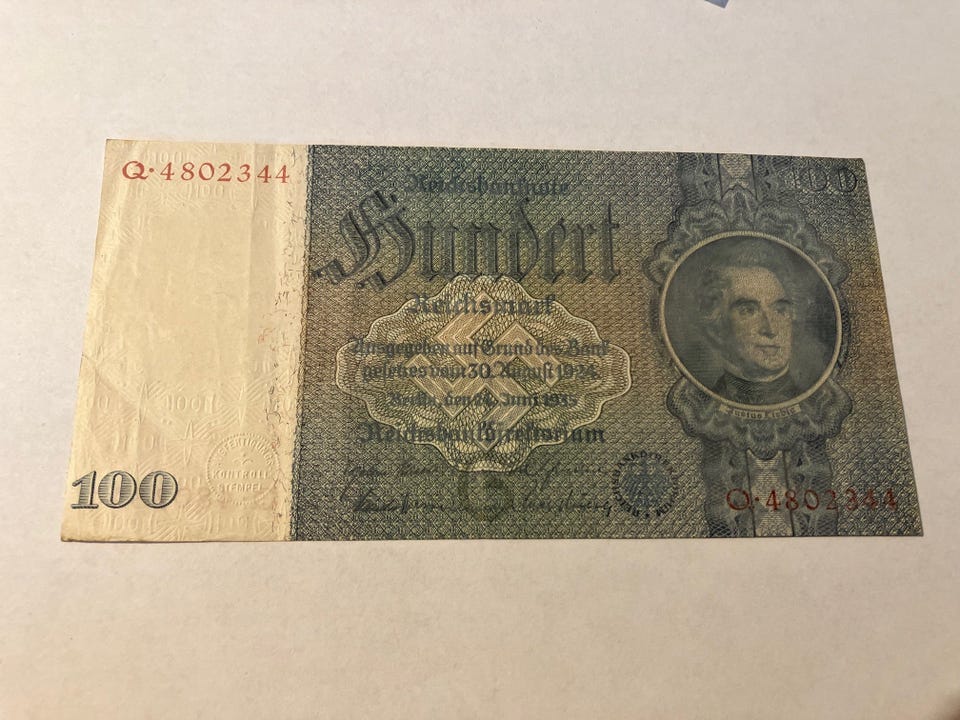 Q·4802344
100
Reichsbanknote
Hundert
Reichsmark
Ausgegeben auf Grund des Bank
gesetzes vom 30. August 1924
Berlin, den 24. Juni 1935
Reichsbankdirektorium
Justus Liebig
100
KONTROLL
STEMPEL
REICHSBANKDIREKTORIUM
Q·4802344